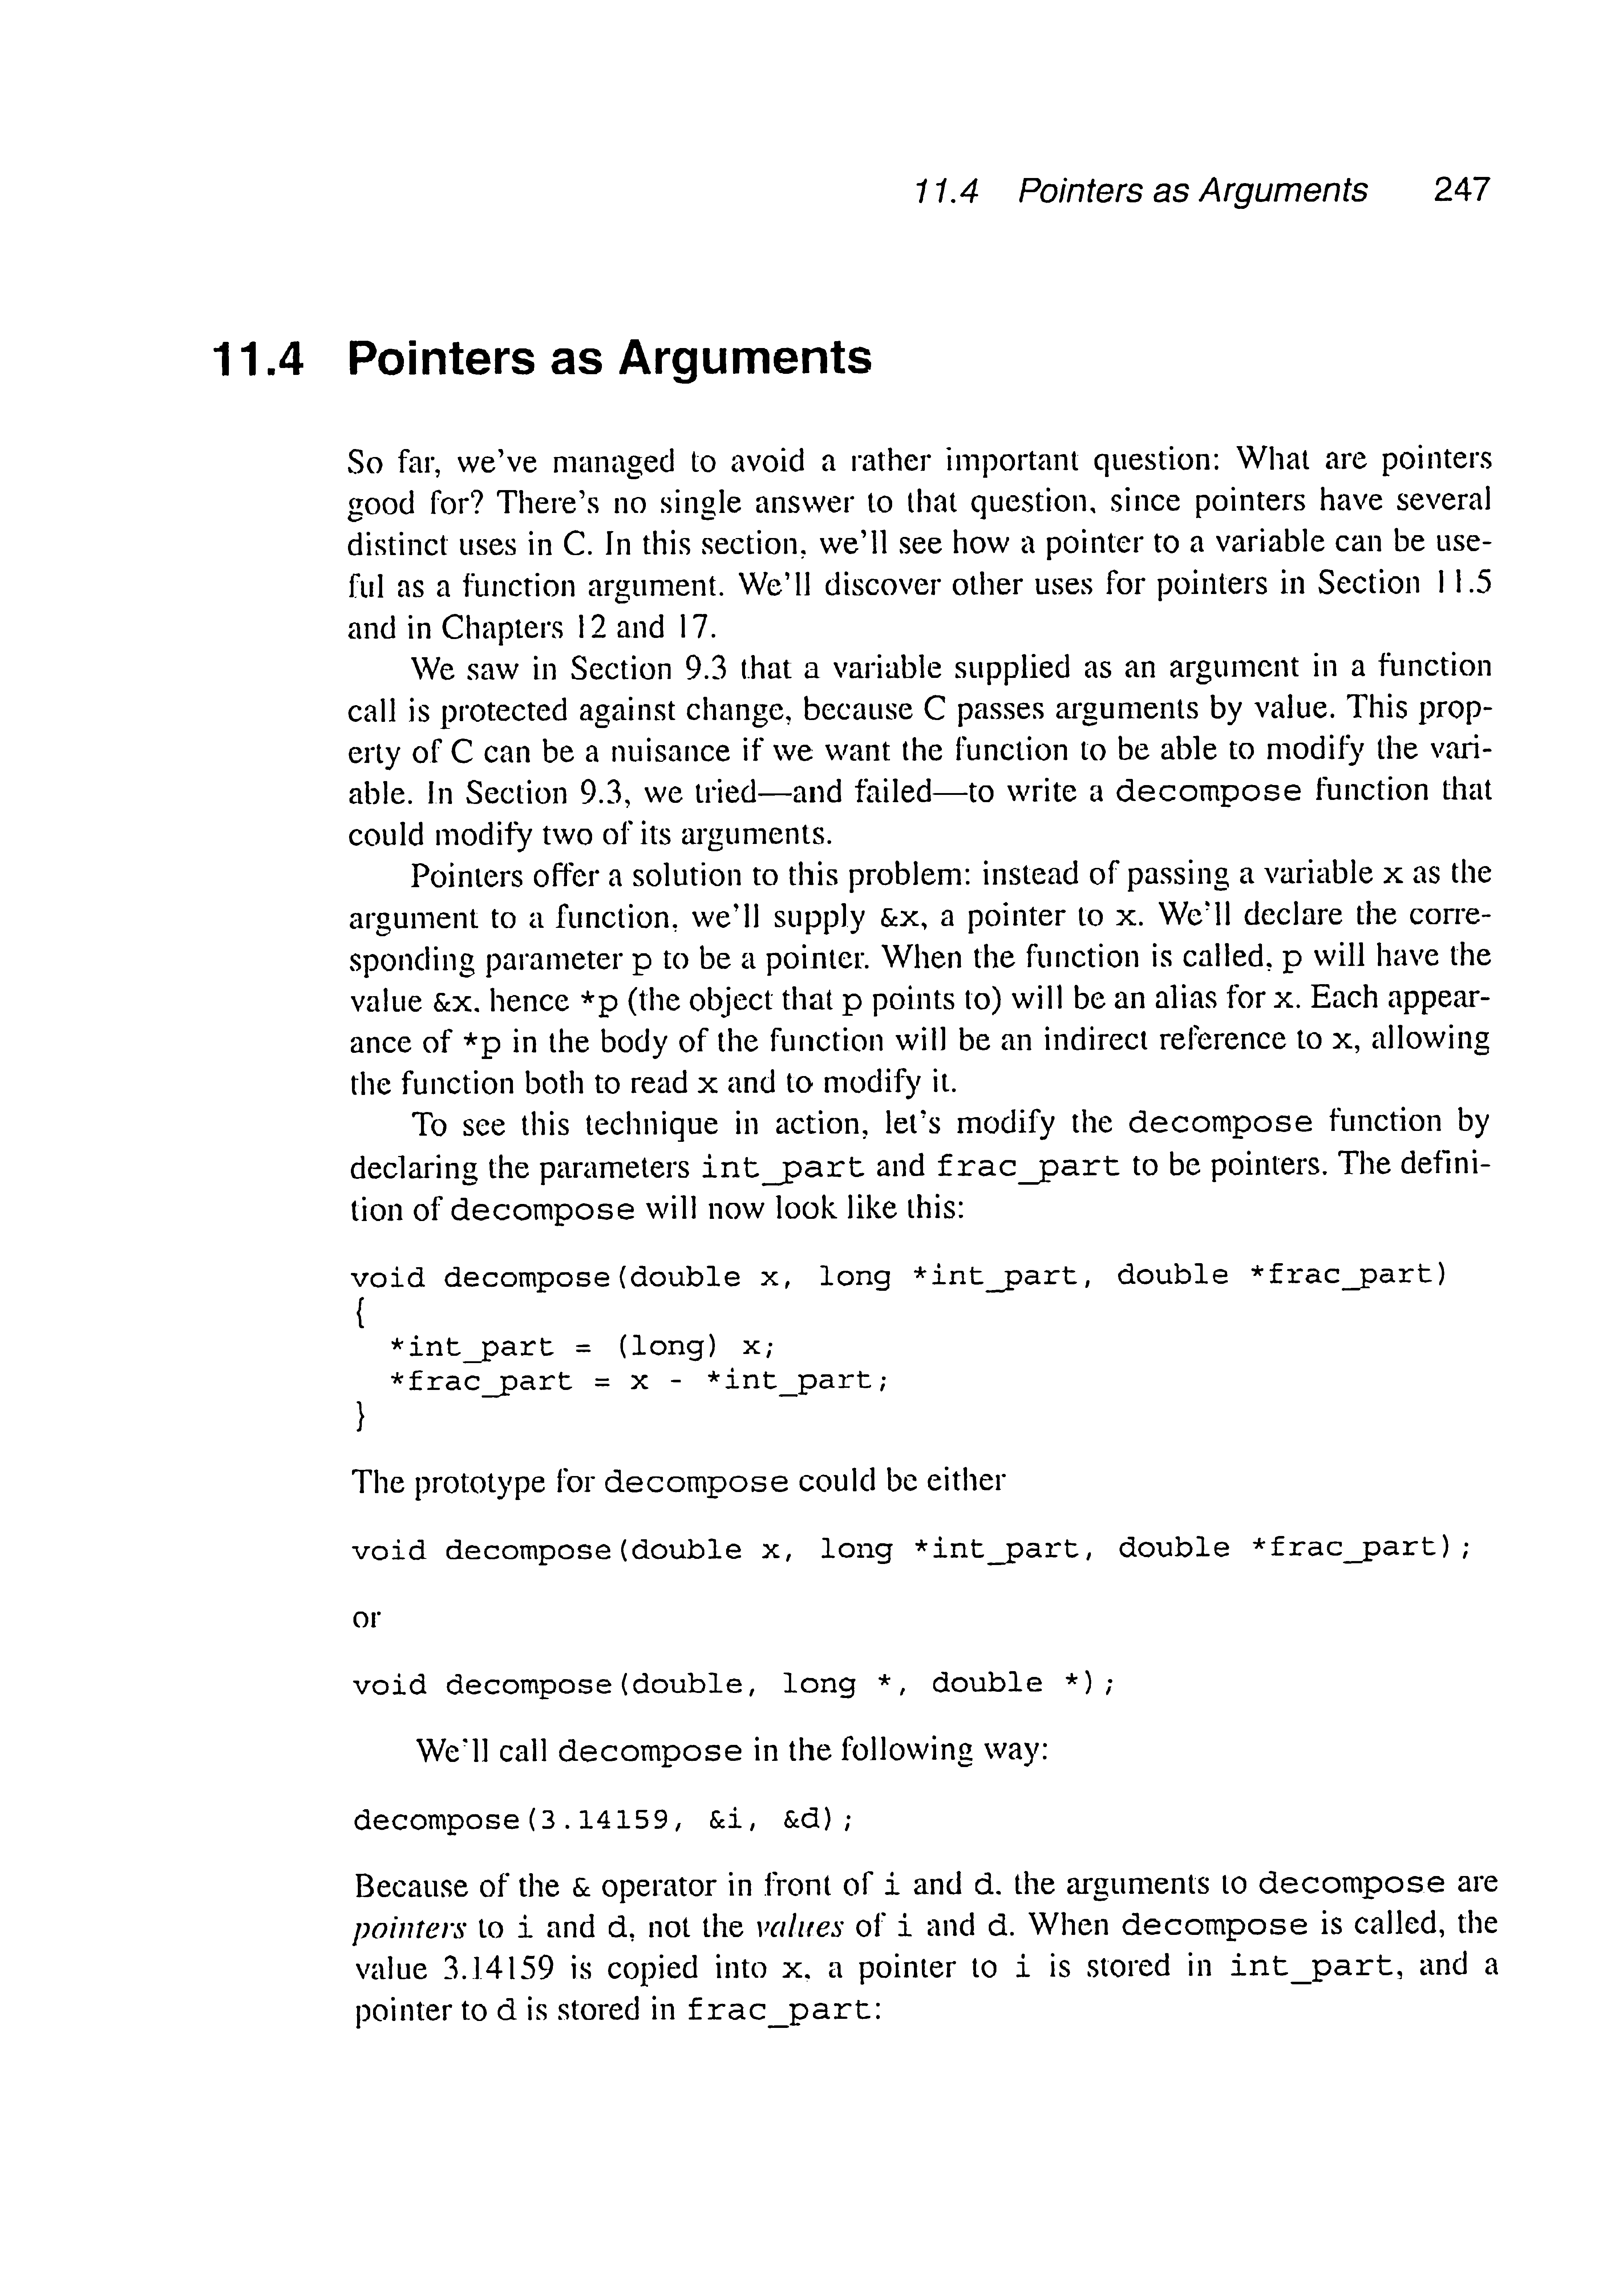 11.4 Pointers as Arguments 247
11.4 Pointers as Arguments
So far, we've managed to avoid a rather important question: What are pointers
good for? There's no single answer to that question, since pointers have several
distinct uses in C. In this section, we'll see how a pointer to a variable can be use-
ful as a function argument. We'll discover other uses for pointers in Section 11.5
and in Chapters 12 and 17.
We saw in Section 9.3 that a variable supplied as an argument in a function
call is protected against change, because C passes arguments by value. This prop-
erty of C can be a nuisance if we want the function to be able to modify the vari-
able. In Section 9.3, we tried—and failed—to write a decompose function that
could modify two of its arguments.
Pointers offer a solution to this problem: instead of passing a variable x as the
argument to a function, we'll supply &x, a pointer to x. We'll declare the corre-
sponding parameter p to be a pointer. When the function is called, p will have the
value &x, hence *p (the object that p points to) will be an alias for x. Each appear-
ance of *p in the body of the function will be an indirect reference to x, allowing
the function both to read x and to modify it.
To see this technique in action, let's modify the decompose function by
declaring the parameters int_part and frac_part to be pointers. The defini-
tion of decompose will now look like this:
void decompose(double x, long *int_part, double *frac_part)
{
  *int_part = (long) x;
  *frac_part = x - *int_part;
}
The prototype for decompose could be either
void decompose(double x, long *int_part, double *frac_part);
or
void decompose(double, long *, double *);
We'll call decompose in the following way:
decompose(3.14159, &i, &d);
Because of the & operator in front of i and d, the arguments to decompose are
pointers to i and d, not the values of i and d. When decompose is called, the
value 3.14159 is copied into x, a pointer to i is stored in int_part, and a
pointer to d is stored in frac_part: